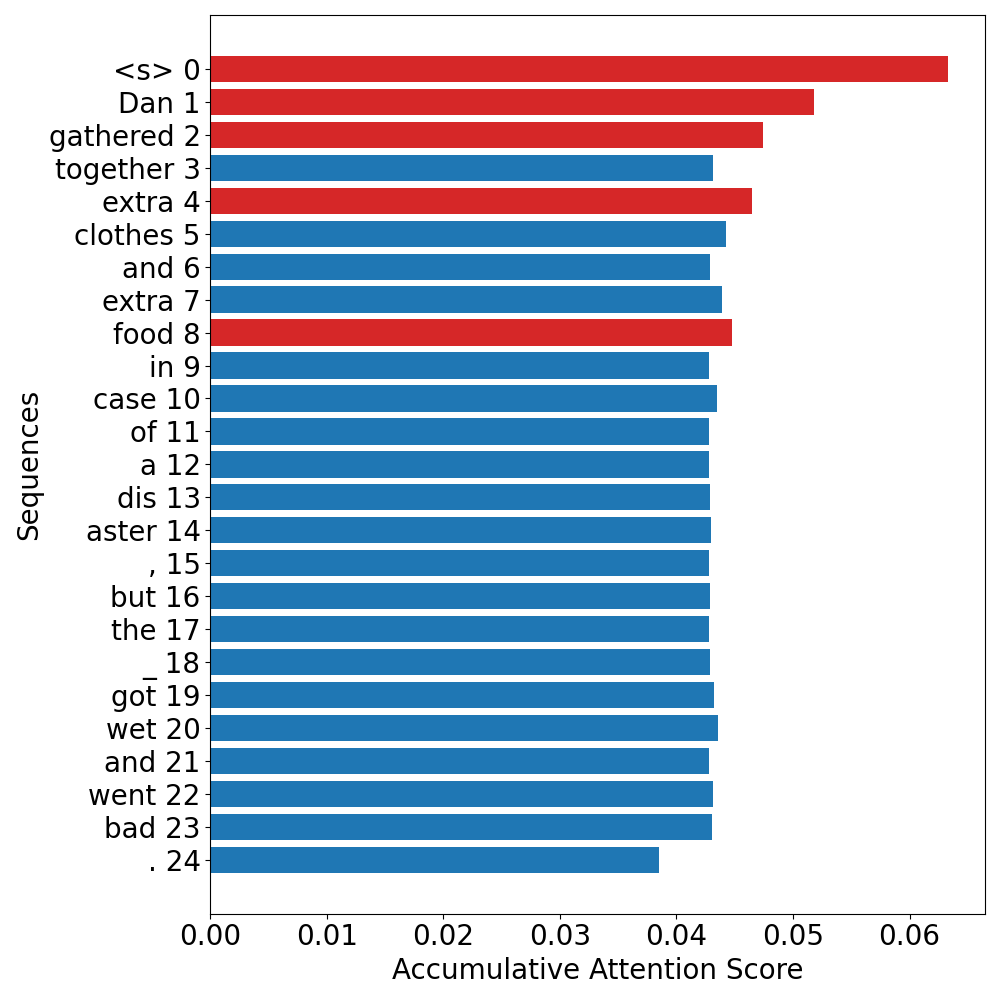 <s> 0
Dan 1
gathered 2
together 3
extra 4
clothes 5
and 6
extra 7
food 8
in 9
case 10
of 11
a 12
dis 13
aster 14
, 15
but 16
the 17
_ 18
got 19
wet 20
and 21
went 22
bad 23
. 24
Sequences
0.00 0.01 0.02 0.03 0.04 0.05 0.06
Accumulative Attention Score